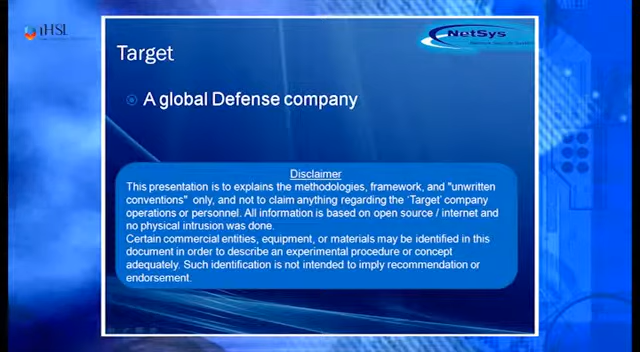 iHSI
NetSys
Target
A global Defense company
Disclaimer
This presentation is to explains the methodologies, framework, and "unwritten
conventions" only, and not to claim anything regarding the 'Target' company
operations or personnel. All information is based on open source / internet and
no physical intrusion was done.
Certain commercial entities, equipment, or materials may be identified in this
document in order to describe an experimental procedure or concept
adequately. Such identification is not intended to imply recommendation or
endorsement.